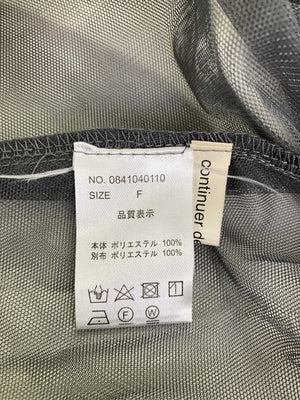 NO. 0841040110
SIZE F
品質表示
本体 ポリエステル 100%
別布 ポリエステル 100%
P F W
continuer de